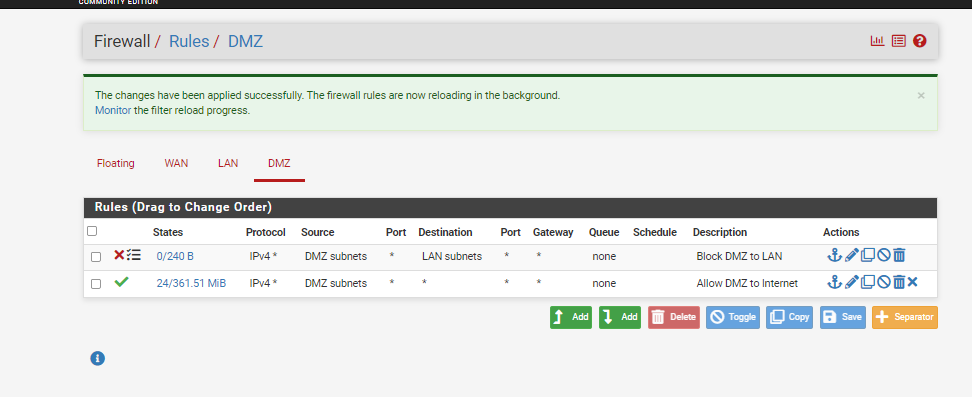 COMMUNITY EDITION
Firewall / Rules / DMZ
The changes have been applied successfully. The firewall rules are now reloading in the background.
Monitor the filter reload progress.
×
Floating WAN LAN DMZ
Rules (Drag to Change Order)
States Protocol Source Port Destination Port Gateway Queue Schedule Description Actions
0/240 B IPv4 * DMZ subnets * LAN subnets * * none Block DMZ to LAN
24/361.51 MiB IPv4 * DMZ subnets * * * * none Allow DMZ to Internet
Add Add Delete Toggle Copy Save Separator